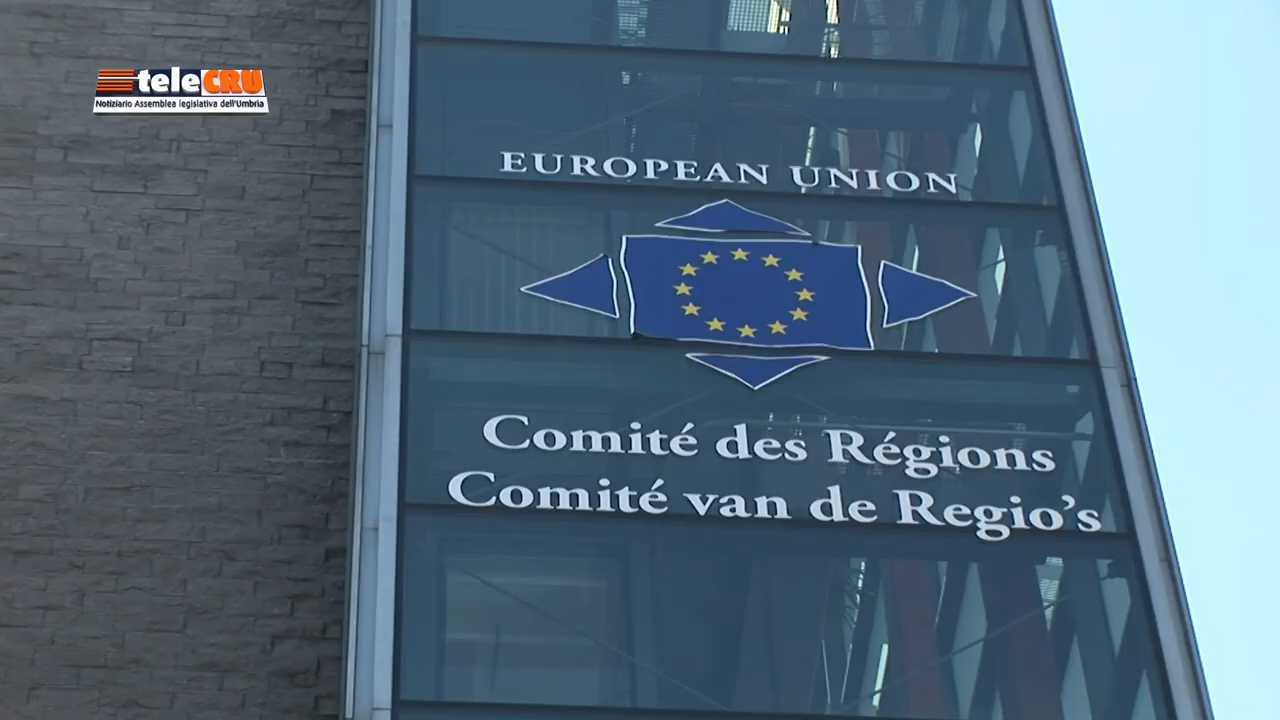 teleCRU
Notiziario Assemblea legislativa dell'Umbria
EUROPEAN UNION
Comité des Régions
Comité van de Regio's